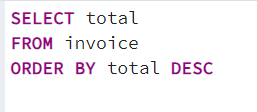 SELECT total
FROM invoice
ORDER BY total DESC